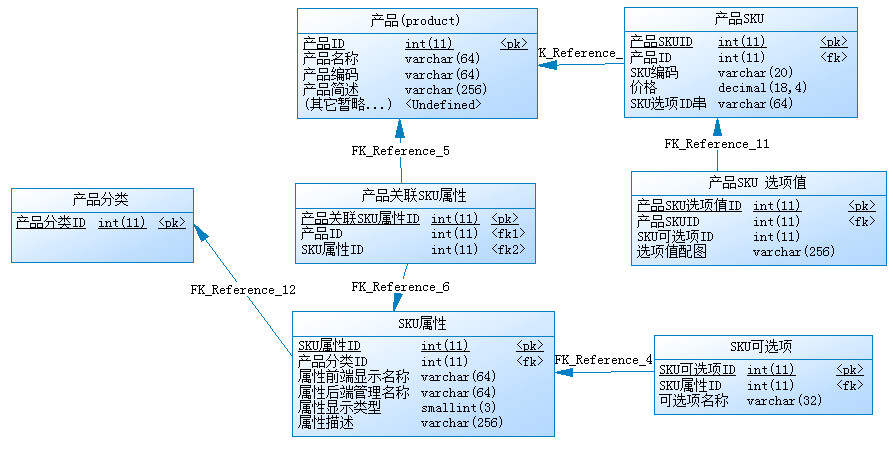 产品(product)
产品ID int(11) <pk>
产品名称 varchar(64)
产品编码 varchar(64)
产品简述 varchar(256)
(其它暂略...) <Undefined>
K_Reference_
产品SKU
产品SKUID int(11) <pk>
产品ID int(11) <fk>
SKU编码 varchar(20)
价格 decimal(18,4)
SKU选项ID串 varchar(64)
FK_Reference_5
FK_Reference_11
产品分类
产品分类ID int(11) <pk>
产品关联SKU属性
产品关联SKU属性ID int(11) <pk>
产品ID int(11) <fk1>
SKU属性ID int(11) <fk2>
产品SKU 选项值
产品SKU选项值ID int(11) <pk>
产品SKUID int(11) <fk>
SKU可选项ID int(11)
选项值配图 varchar(256)
FK_Reference_12
FK_Reference_6
SKU属性
SKU属性ID int(11) <pk>
产品分类ID int(11) <fk>
属性前端显示名称 varchar(64)
属性后端管理名称 varchar(64)
属性显示类型 smallint(3)
属性描述 varchar(256)
FK_Reference_4
SKU可选项
SKU可选项ID int(11) <pk>
SKU属性ID int(11) <fk>
可选项名称 varchar(32)